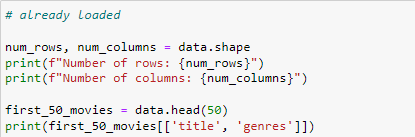 # already loaded
num_rows, num_columns = data.shape
print(f"Number of rows: {num_rows}")
print(f"Number of columns: {num_columns}")
first_50_movies = data.head(50)
print(first_50_movies[['title', 'genres']])